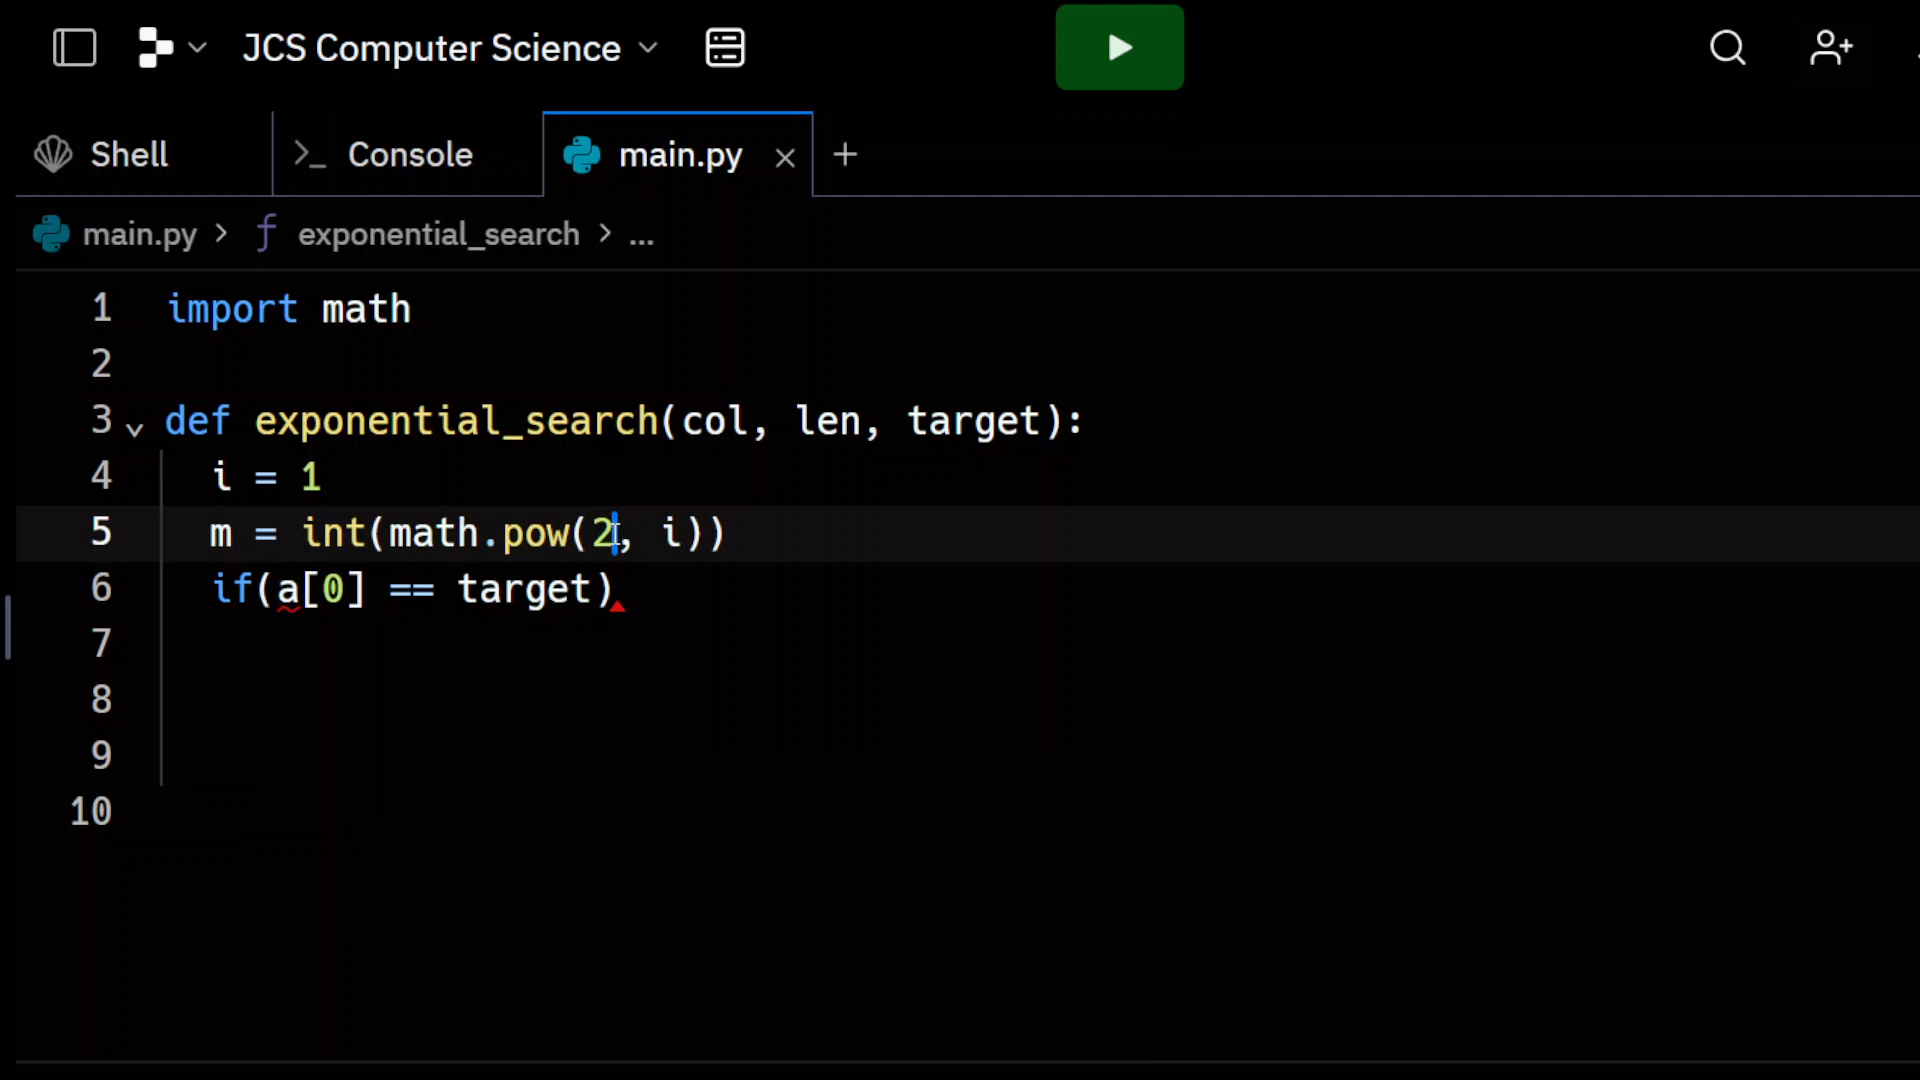 JCS Computer Science
Shell
>_ Console
main.py × +
main.py > f exponential_search > ...
1 import math
2
3 def exponential_search(col, len, target):
4 i = 1
5 m = int(math.pow(2, i))
6 if(a[0] == target)
7
8
9
10